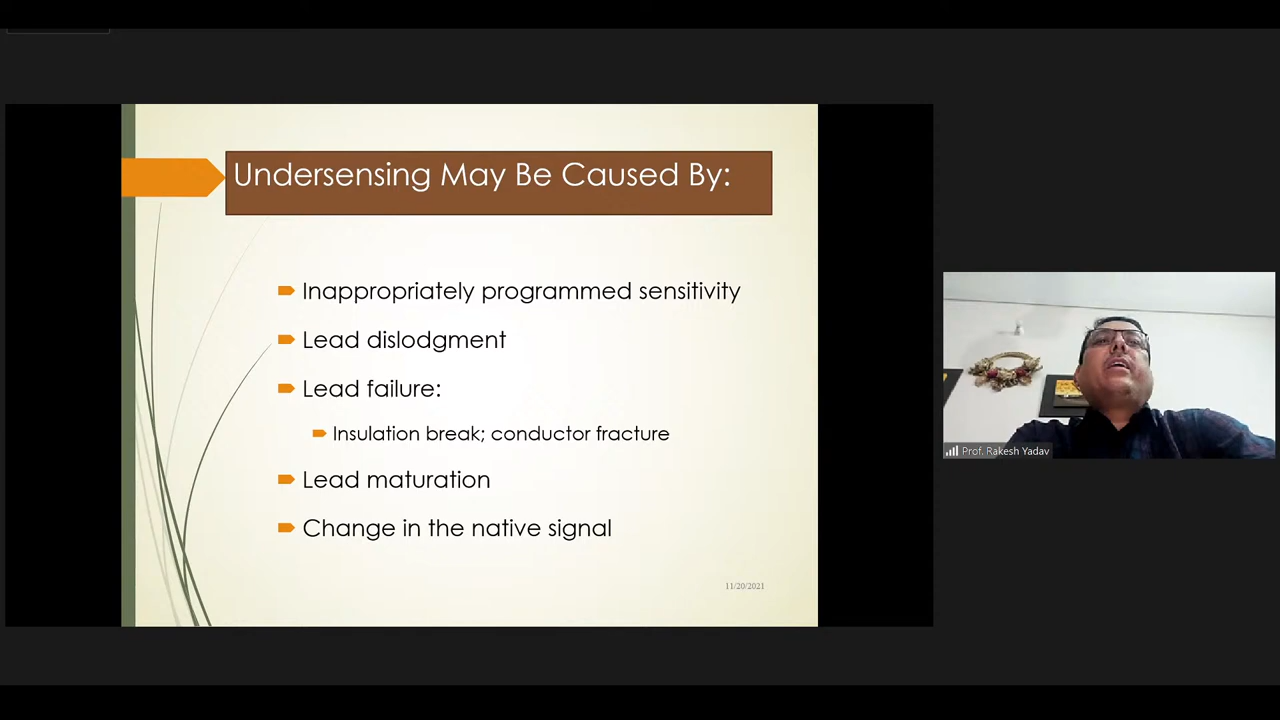 Undersensing May Be Caused By:
Inappropriately programmed sensitivity
Lead dislodgment
Lead failure:
Insulation break; conductor fracture
Lead maturation
Change in the native signal
11/20/2021
Prof. Rakesh Yadav